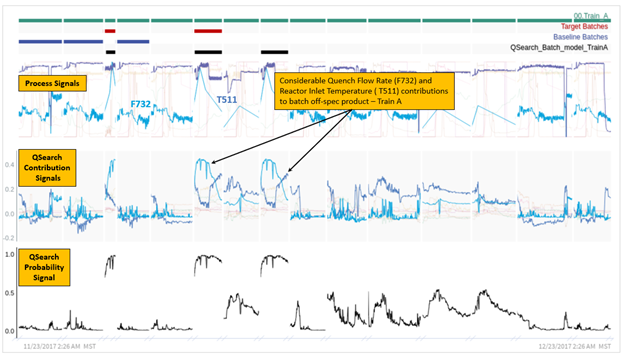 00.Train_A
Target Batches
Baseline Batches
QSearch_Batch_model_TrainA
Process Signals
F732
T511
Considerable Quench Flow Rate (F732) and
Reactor Inlet Temperature ( T511) contributions
to batch off-spec product – Train A
QSearch
Contribution
Signals
0.4
0.2
0.0
-0.2
QSearch
Probability
Signal
1.0
0.5
0.0
11/23/2017 2:26 AM MST
12/23/2017 2:26 AM MST